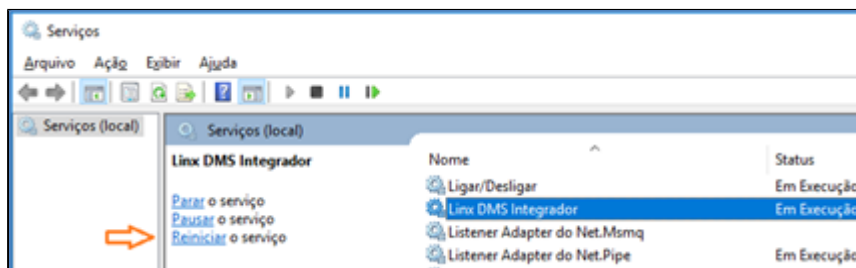 Serviços
Arquivo Ação Exibir Ajuda
Serviços (local)
Serviços (local)
Linx DMS Integrador
Parar o serviço
Pausar o serviço
Reiniciar o serviço
Nome Status
Ligar/Desligar Em Execução
Linx DMS Integrador Em Execução
Listener Adapter do Net.Msmq
Listener Adapter do Net.Pipe Em Execução